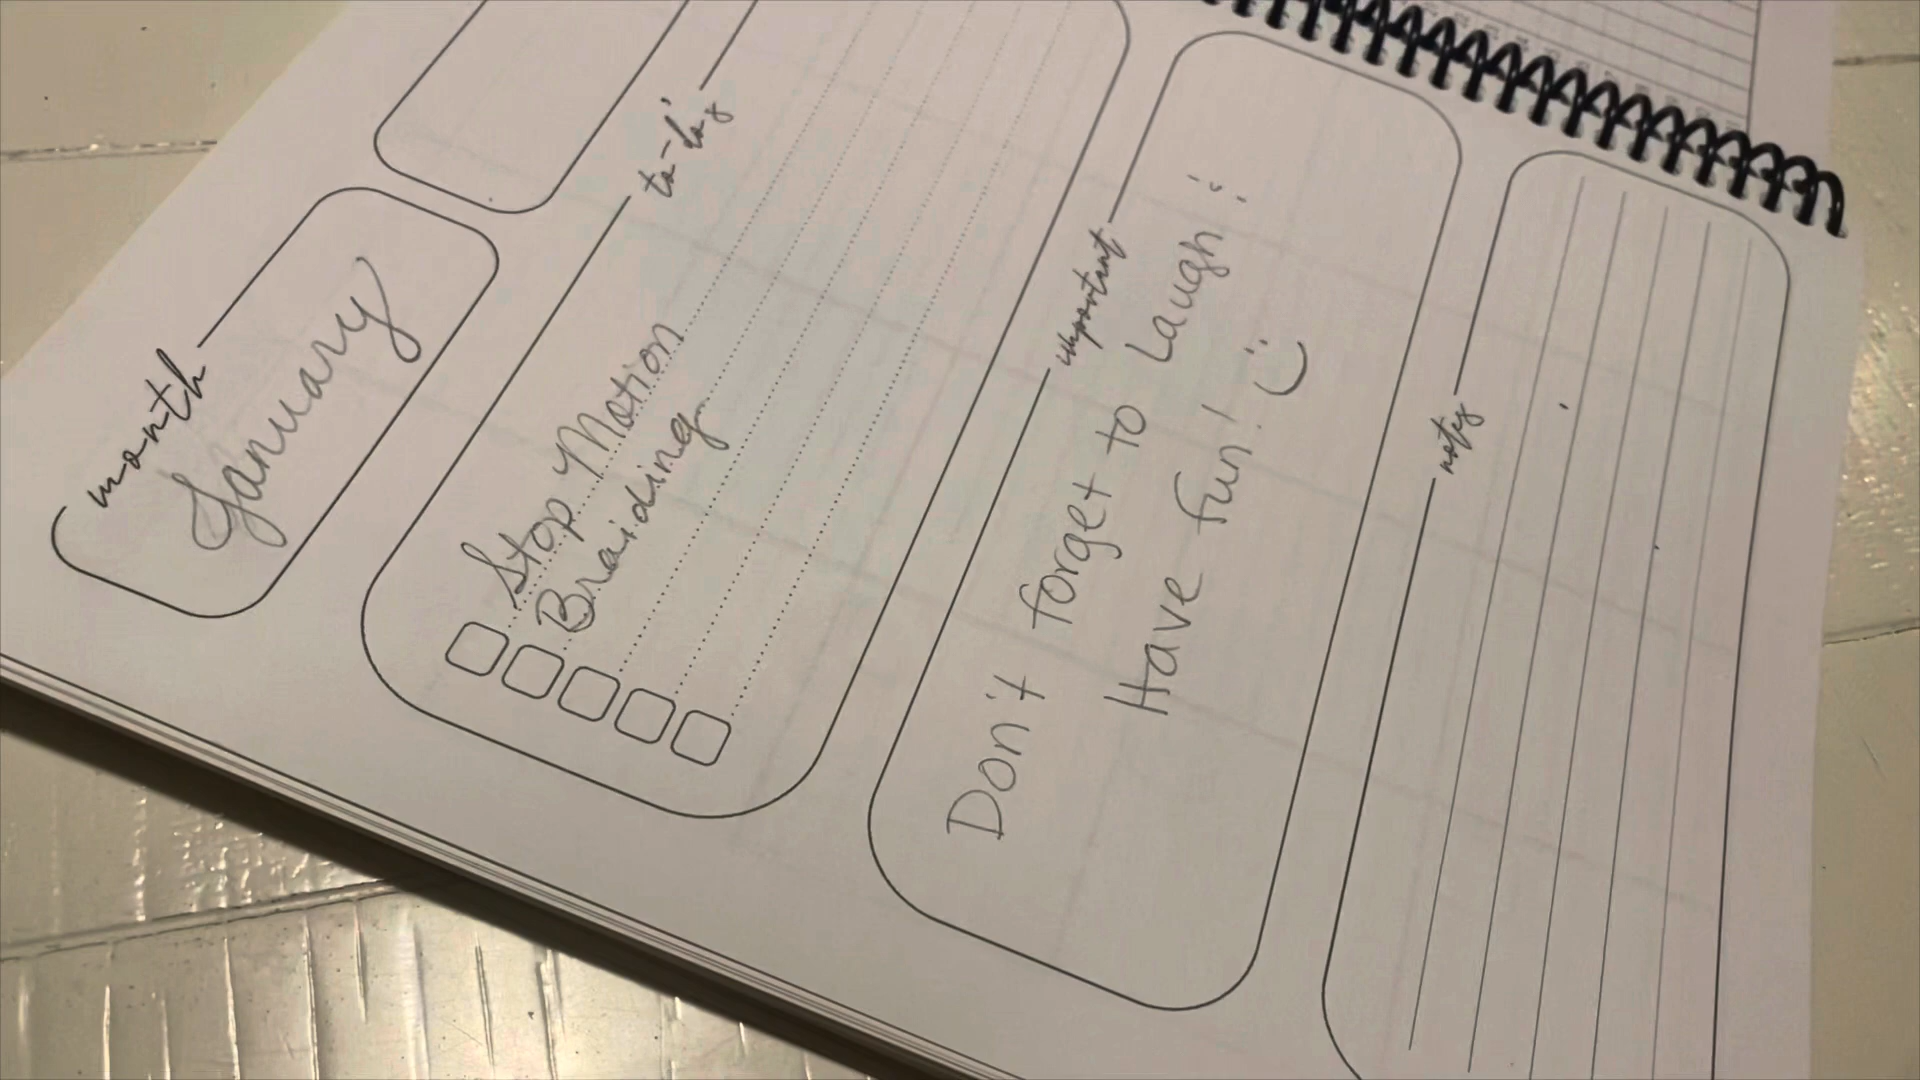 month
January
to-do's
Stop Motion
Braiding
important
Don't forget to Laugh!
Have fun! :)
notes